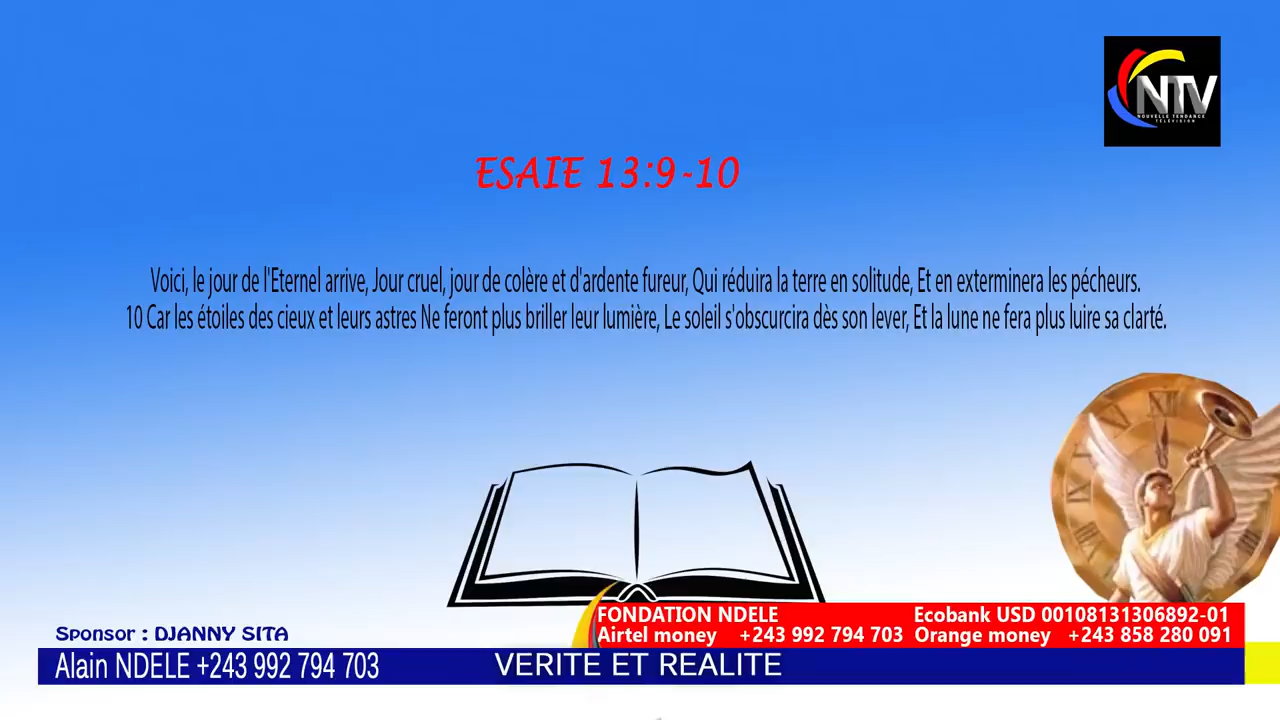 NTV
NOUVELLE TENDANCE
TÉLÉVISION
ESAIE 13:9-10
Voici, le jour de l'Eternel arrive, Jour cruel, jour de colère et d'ardente fureur, Qui réduira la terre en solitude, Et en exterminera les pécheurs.
10 Car les étoiles des cieux et leurs astres Ne feront plus briller leur lumière, Le soleil s'obscurcira dès son lever, Et la lune ne fera plus luire sa clarté.
XII
FONDATION NDELE Ecobank USD 00108131306892-01
Sponsor : DJANNY SITA
Airtel money +243 992 794 703 Orange money +243 858 280 091
Alain NDELE +243 992 794 703 VERITE ET REALITE